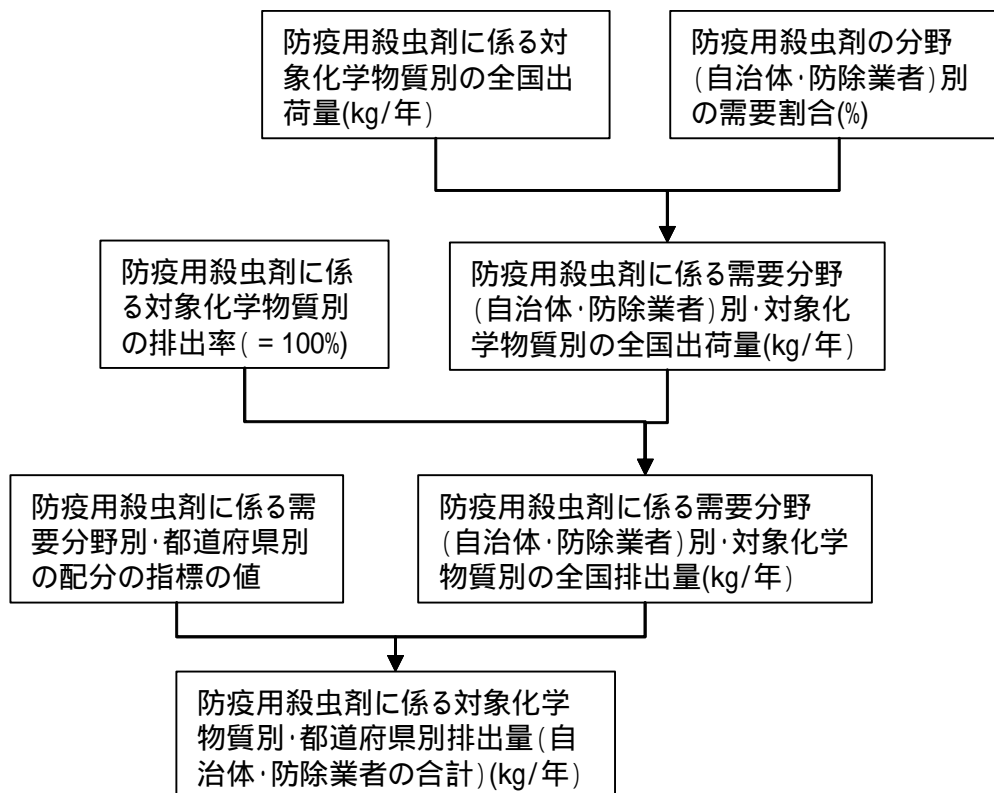 防疫用殺虫剤に係る対
象化学物質別の全国出
荷量(kg/年)
防疫用殺虫剤の分野
(自治体・防除業者)別
の需要割合(%)
防疫用殺虫剤に係
る対象化学物質別
の排出率( = 100%)
防疫用殺虫剤に係る需要分野
(自治体・防除業者)別・対象化
学物質別の全国出荷量(kg/年)
防疫用殺虫剤に係る需
要分野別・都道府県別
の配分の指標の値
防疫用殺虫剤に係る需要分野
(自治体・防除業者)別・対象化学
物質別の全国排出量(kg/年)
防疫用殺虫剤に係る対象化学
物質別・都道府県別排出量(自
治体・防除業者の合計)(kg/年)